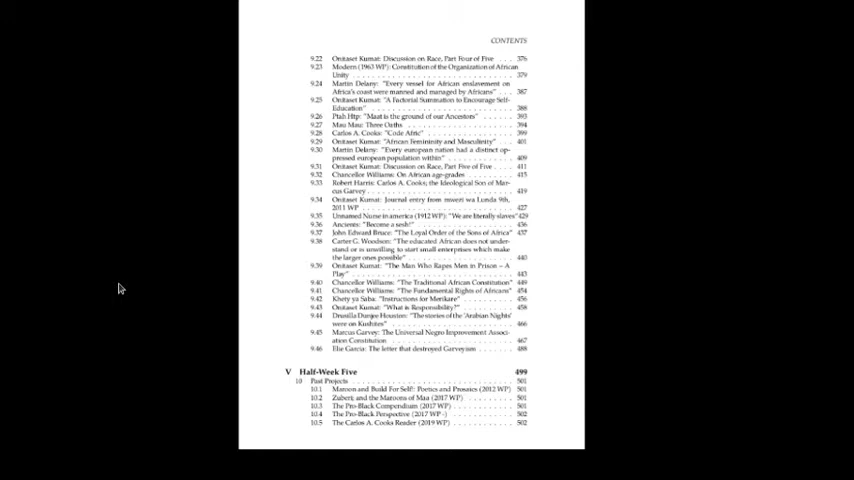 CONTENTS
9.22 Onitaset Kumat: Discussion on Race, Part Four of Five . . . 376
9.23 Modern (1963 WP): Constitution of the Organization of African
Unity . . . . . . . . . . . . . . . . . . . . . . . . . . . . 379
9.24 Martin Delany: "Every vessel for African enslavement on
Africa's coast were manned and managed by Africans" . . . 387
9.25 Onitaset Kumat: "A Factorial Summation to Encourage Self-
Education" . . . . . . . . . . . . . . . . . . . . . . . . . 388
9.26 Ptah Htp: "Maat is the ground of our Ancestors" . . . . . . 393
9.27 Mau Mau: Three Oaths . . . . . . . . . . . . . . . . . . 394
9.28 Carlos A. Cooks: "Code Afric" . . . . . . . . . . . . . . . 399
9.29 Onitaset Kumat: "African Femininity and Masculinity" . . . . 401
9.30 Martin Delany: "Every european nation had a distinct op-
pressed european population within" . . . . . . . . . . . . 409
9.31 Onitaset Kumat: Discussion on Race, Part Five of Five . . . . 411
9.32 Chancellor Williams: On African age-grades . . . . . . . . 415
9.33 Robert Harris: Carlos A. Cooks; the Ideological Son of Mar-
cus Garvey . . . . . . . . . . . . . . . . . . . . . . . . . 419
9.34 Onitaset Kumat: Journal entry from mweri wa Lunda 9th,
2011 WP . . . . . . . . . . . . . . . . . . . . . . . . . . 427
9.35 Unnamed Nurse in america (1912 WP): "We are literally slaves" 429
9.36 Ancients: "Become a sesh!" . . . . . . . . . . . . . . . . 436
9.37 John Edward Bruce: "The Loyal Order of the Sons of Africa" 437
9.38 Carter G. Woodson: "The educated African does not under-
stand or is unwilling to start small enterprises which make
the larger ones possible" . . . . . . . . . . . . . . . . . . 440
9.39 Onitaset Kumat: "The Man Who Rapes Men in Prison – A
Play" . . . . . . . . . . . . . . . . . . . . . . . . . . . . 443
9.40 Chancellor Williams: "The Traditional African Constitution" 449
9.41 Chancellor Williams: "The Fundamental Rights of Africans" 454
9.42 Khety ya Saba: "Instructions for Merikare" . . . . . . . . . 456
9.43 Onitaset Kumat: "What is Responsibility?" . . . . . . . . . 458
9.44 Drusilla Dunjee Houston: "The stories of the 'Arabian Nights'
were on Kushites" . . . . . . . . . . . . . . . . . . . . . 466
9.45 Marcus Garvey: The Universal Negro Improvement Associ-
ation Constitution . . . . . . . . . . . . . . . . . . . . . 467
9.46 Elie Garcia: The letter that destroyed Garveyism . . . . . . 488
V Half-Week Five 499
10 Past Projects . . . . . . . . . . . . . . . . . . . . . . . . 501
10.1 Maroon and Build For Self!: Poetics and Prosaics (2012 WP) 501
10.2 Zuberi; and the Maroons of Maa (2017 WP) . . . . . . . . . 501
10.3 The Pro-Black Compendium (2017 WP) . . . . . . . . . . . 501
10.4 The Pro-Black Perspective (2017 WP -) . . . . . . . . . . . 502
10.5 The Carlos A. Cooks Reader (2019 WP) . . . . . . . . . . . 502